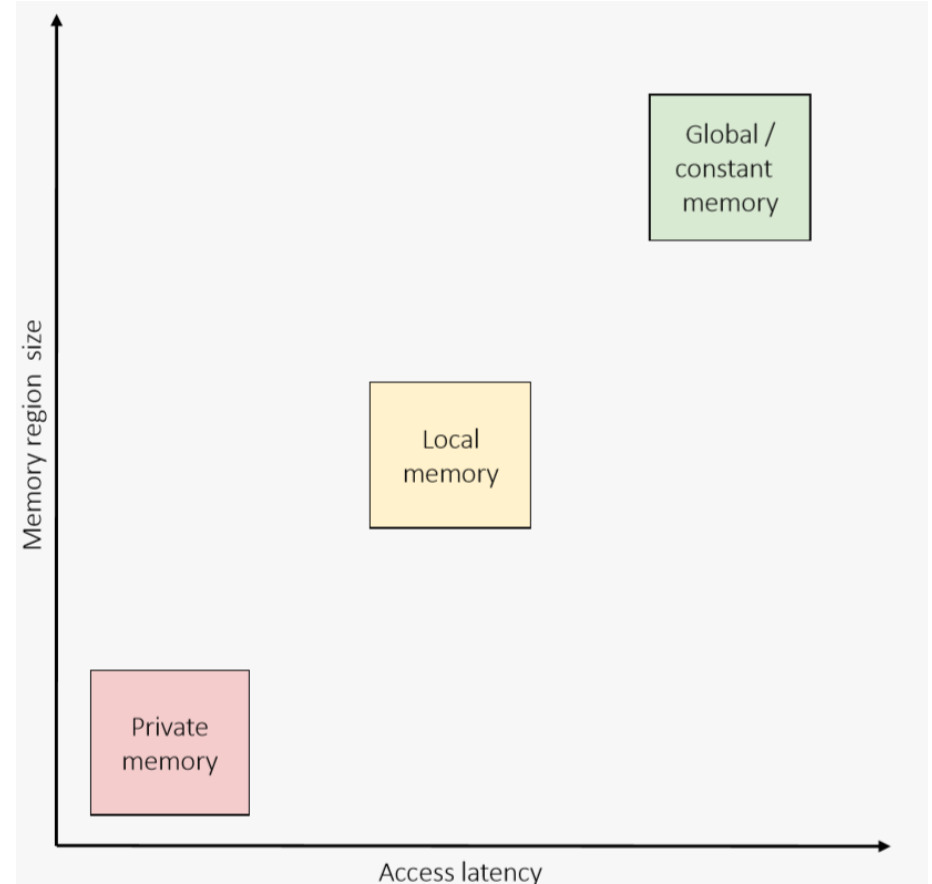 Global /
constant
memory
Memory region size
Local
memory
Private
memory
Access latency